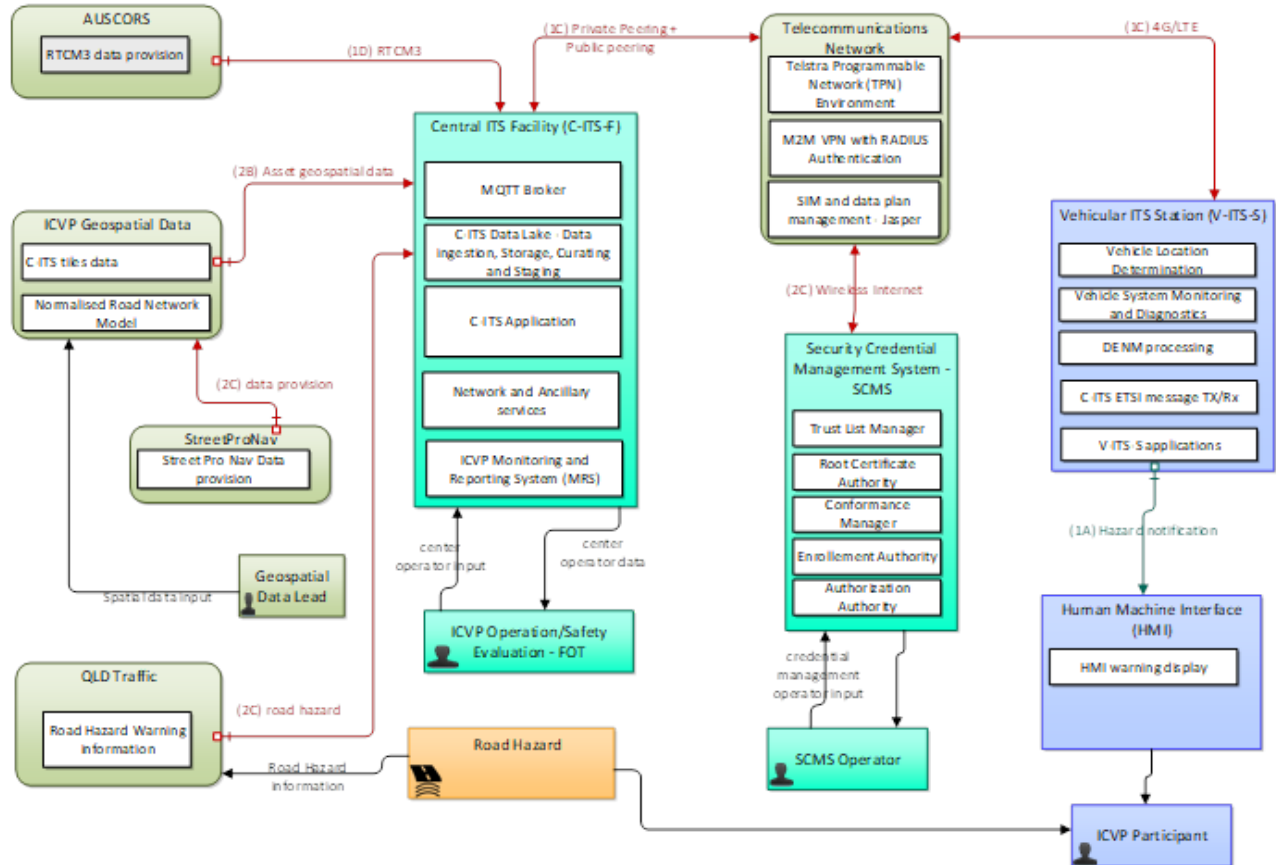 AUSCORS
RTCM3 data provision
(1D) RTCM3
(1C) Private Peering +
Public peering
Telecommunications
Network
Telstra Programmable
Network (TPN)
Environment
M2M VPN with RADIUS
Authentication
SIM and data plan
management - Jasper
(1C) 4G/LTE
Central ITS Facility (C-ITS-F)
MQTT Broker
C-ITS Data Lake - Data
ingestion, Storage, Curating
and Staging
C-ITS Application
Network and Ancillary
services
ICVP Monitoring and
Reporting System (MRS)
(2B) Asset geospatial data
ICVP Geospatial Data
C-ITS tiles data
Normalised Road Network
Model
(2C) data provision
StreetProNav
Street Pro Nav Data
provision
Geospatial
Data Lead
Spatial data input
(2C) Wireless Internet
Security Credential
Management System -
SCMS
Trust List Manager
Root Certificate
Authority
Conformance
Manager
Enrollement Authority
Authorization
Authority
Vehicular ITS Station (V-ITS-S)
Vehicle Location
Determination
Vehicle System Monitoring
and Diagnostics
DENM processing
C-ITS ETSI message TX/Rx
V-ITS-S applications
(1A) Hazard notification
Human Machine Interface
(HMI)
HMI warning display
center
operator input
center
operator data
ICVP Operation/Safety
Evaluation - FOT
credential
management
operator input
SCMS Operator
QLD Traffic
Road Hazard Warning
information
(2C) road hazard
Road Hazard
information
Road Hazard
ICVP Participant